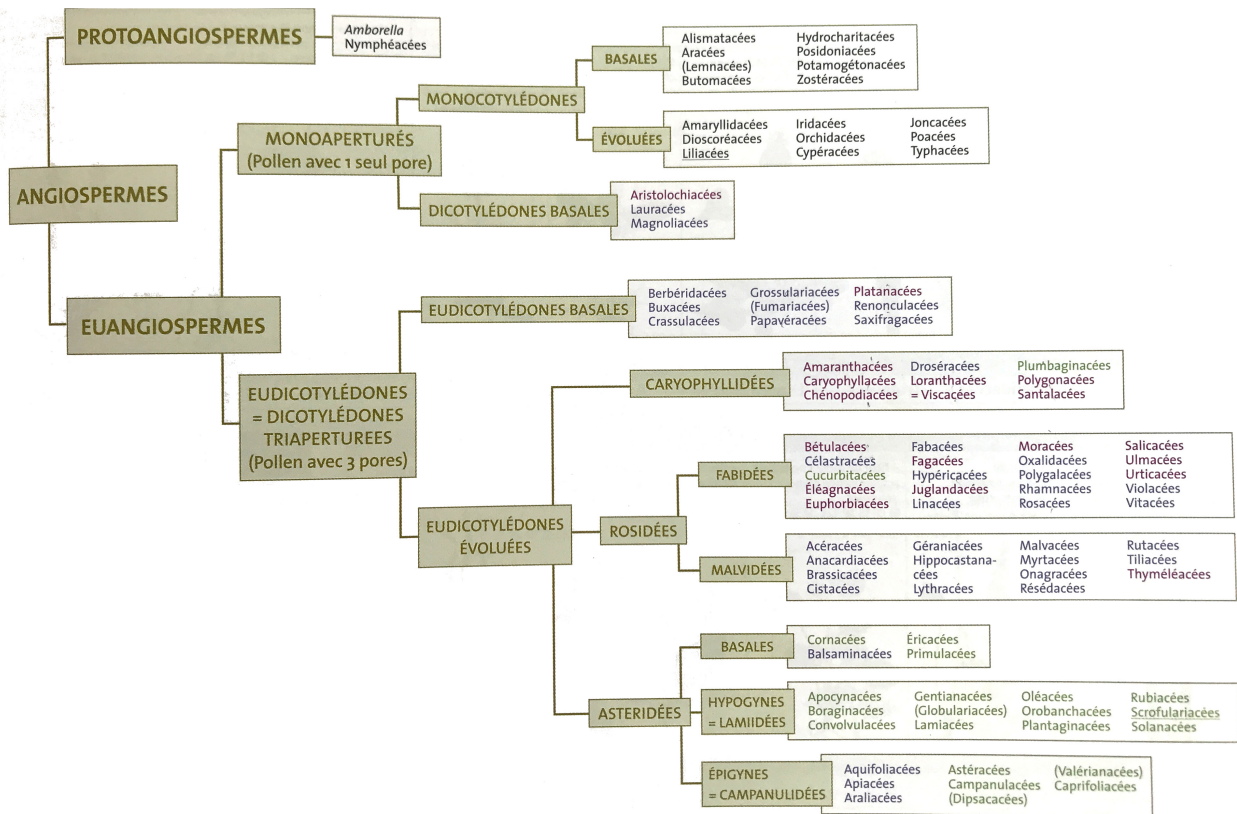 PROTOANGIOSPERMES
Amborella
Nymphéacées
BASALES
Alismatacées Hydrocharitacées
Aracées Posidoniacées
(Lemnacées) Potamogétonacées
Butomacées Zostéracées
MONOCOTYLÉDONES
ÉVOLUÉES
Amaryllidacées Iridacées Joncacées
Dioscoréacées Orchidacées Poacées
Liliacées Cypéracées Typhacées
MONOAPERTURÉS
(Pollen avec 1 seul pore)
ANGIOSPERMES
DICOTYLÉDONES BASALES
Aristolochiacées
Lauracées
Magnoliacées
EUANGIOSPERMES
EUDICOTYLÉDONES BASALES
Berbéridacées Grossulariacées Platanacées
Buxacées (Fumariacées) Renonculacées
Crassulacées Papavéracées Saxifragacées
EUDICOTYLÉDONES
= DICOTYLÉDONES
TRIAPERTUREES
(Pollen avec 3 pores)
CARYOPHYLLIDÉES
Amaranthacées Droséracées Plumbaginacées
Caryophyllacées Loranthacées Polygonacées
Chénopodiacées = Viscacées Santalacées
FABIDÉES
Bétulacées Fabacées Moracées Salicacées
Célastracées Fagacées Oxalidacées Ulmacées
Cucurbitacées Hypéricacées Polygalacées Urticacées
Éléagnacées Juglandacées Rhamnacées Violacées
Euphorbiacées Linacées Rosacées Vitacées
EUDICOTYLÉDONES
ÉVOLUÉES
ROSIDÉES
MALVIDÉES
Acéracées Géraniacées Malvacées Rutacées
Anacardiacées Hippocastana- Myrtacées Tiliacées
Brassicacées cées Onagracées Thyméléacées
Cistacées Lythracées Résédacées
BASALES
Cornacées Éricacées
Balsaminacées Primulacées
ASTERIDÉES
HYPOGYNES
= LAMIIDÉES
Apocynacées Gentianacées Oléacées Rubiacées
Boraginacées (Globulariacées) Orobanchacées Scrofulariacées
Convolvulacées Lamiacées Plantaginacées Solanacées
ÉPIGYNES
= CAMPANULIDÉES
Aquifoliacées Astéracées (Valérianacées)
Apiacées Campanulacées Caprifoliacées
Araliacées (Dipsacacées)